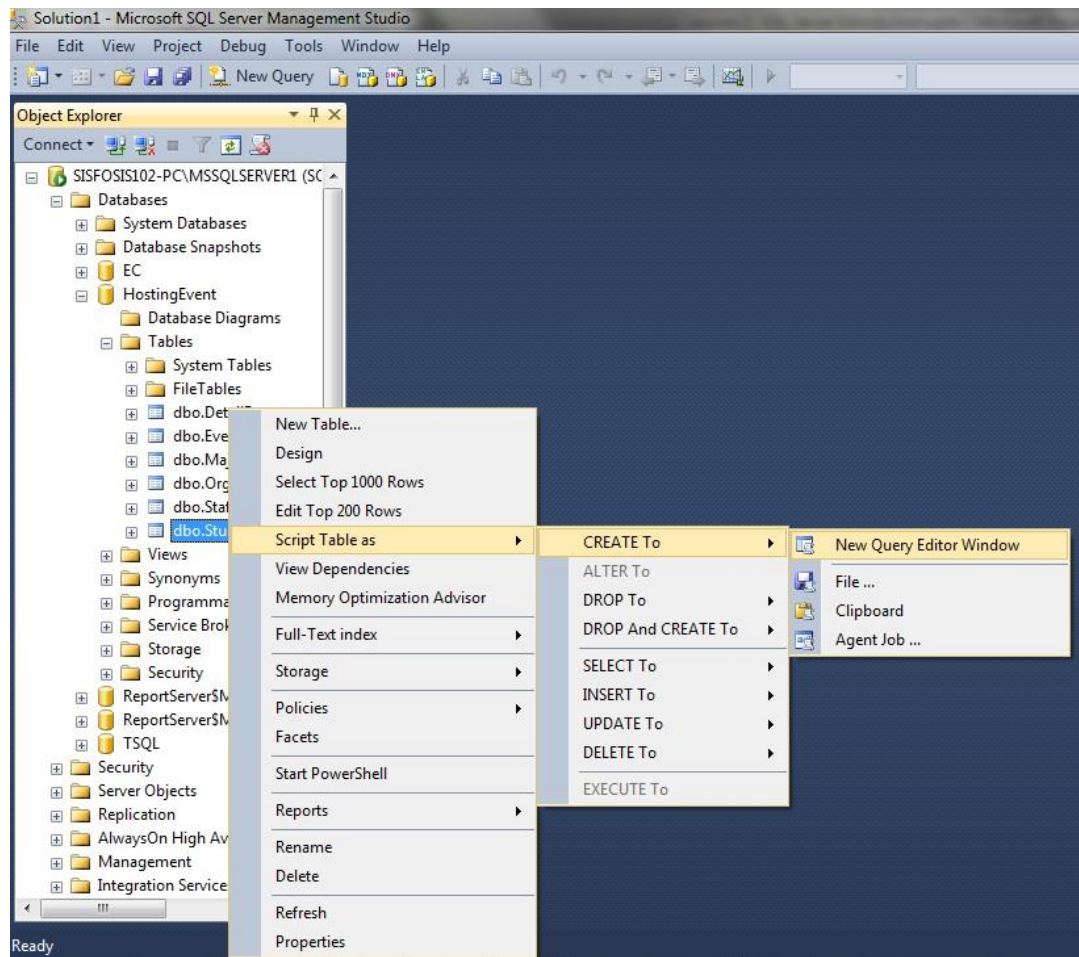 Solution1 - Microsoft SQL Server Management Studio
File Edit View Project Debug Tools Window Help
New Query
Object Explorer
Connect
SISFOSIS102-PC\MSSQLSERVER1 (SC
Databases
System Databases
Database Snapshots
EC
HostingEvent
Database Diagrams
Tables
System Tables
FileTables
dbo.Det
dbo.Eve
dbo.Maj
dbo.Org
dbo.Staf
dbo.Stu
Views
Synonyms
Programma
Service Brok
Storage
Security
ReportServer$M
ReportServer$M
TSQL
Security
Server Objects
Replication
AlwaysOn High Av
Management
Integration Service
Ready
New Table...
Design
Select Top 1000 Rows
Edit Top 200 Rows
Script Table as
View Dependencies
Memory Optimization Advisor
Full-Text index
Storage
Policies
Facets
Start PowerShell
Reports
Rename
Delete
Refresh
Properties
CREATE To
ALTER To
DROP To
DROP And CREATE To
SELECT To
INSERT To
UPDATE To
DELETE To
EXECUTE To
New Query Editor Window
File ...
Clipboard
Agent Job ...